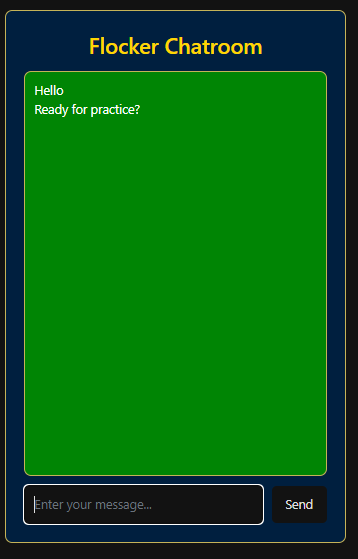 Flocker Chatroom
Hello
Ready for practice?
Enter your message...
Send